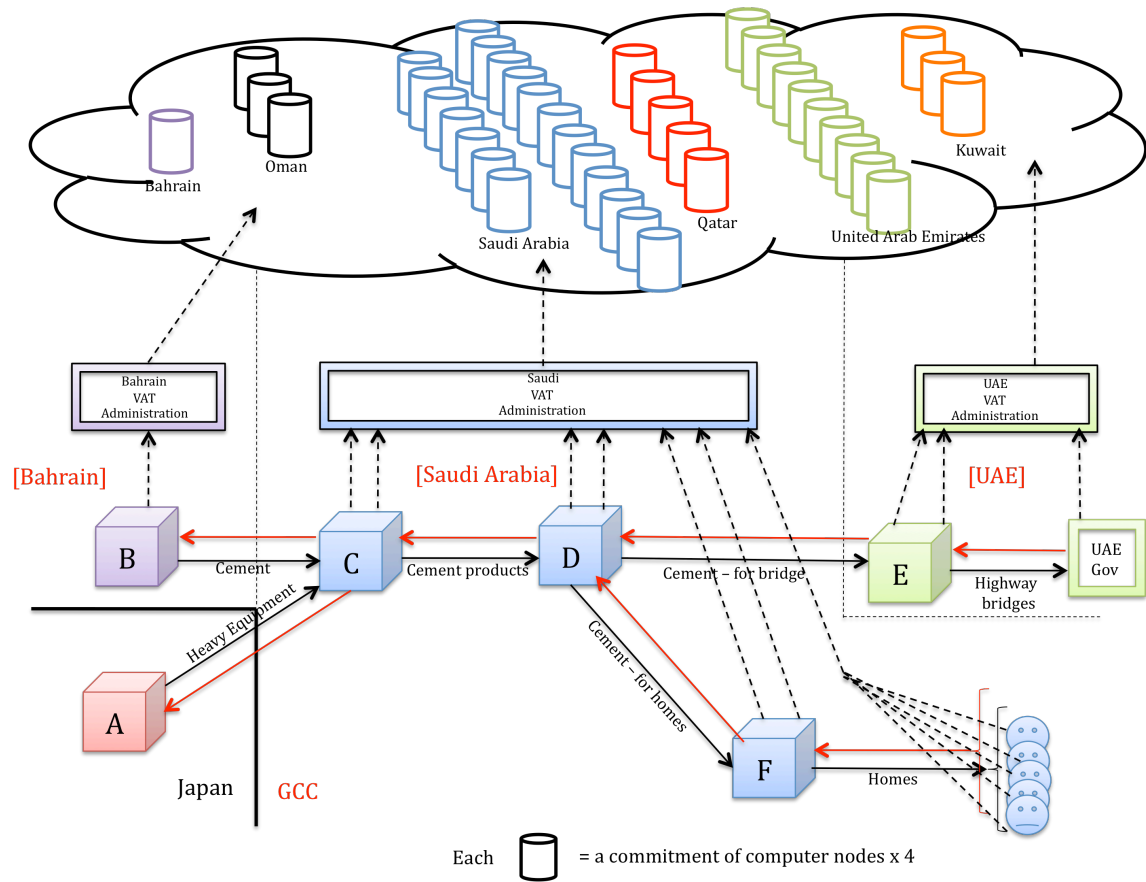 Bahrain
Oman
Saudi Arabia
Qatar
United Arab Emirates
Kuwait
Bahrain
VAT
Administration
Saudi
VAT
Administration
UAE
VAT
Administration
[Bahrain]
[Saudi Arabia]
[UAE]
B
Cement
C
Cement products
D
Cement – for bridge
E
Highway
bridges
UAE
Gov
Heavy Equipment
Cement – for homes
A
F
Homes
Japan
GCC
Each
= a commitment of computer nodes x 4